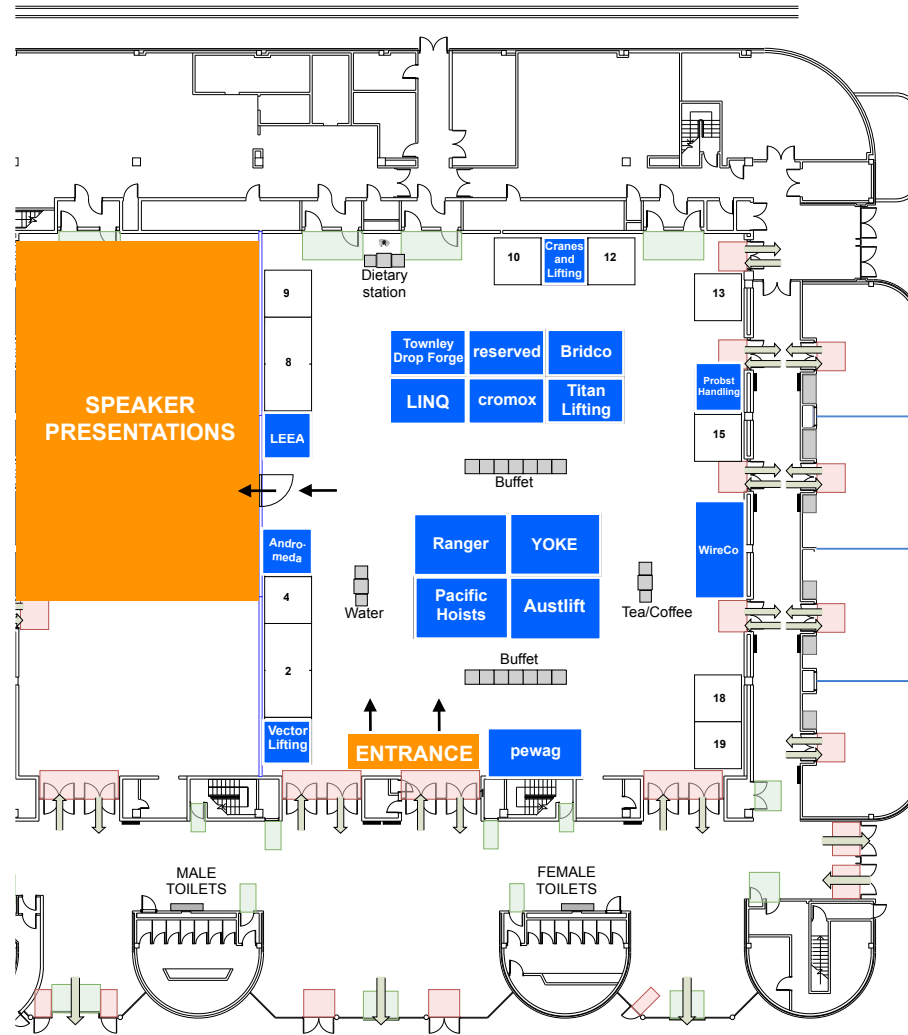 Dietary
station
10
Cranes
and
Lifting
12
9
13
Townley
Drop Forge
reserved
Bridco
8
SPEAKER
PRESENTATIONS
LINQ
cromox
Titan
Lifting
Probst
Handling
LEEA
15
Buffet
Andro-
meda
Ranger
YOKE
WireCo
4
Water
Pacific
Hoists
Austlift
Tea/Coffee
2
Buffet
18
Vector
Lifting
ENTRANCE
pewag
19
1
MALE
TOILETS
FEMALE
TOILETS